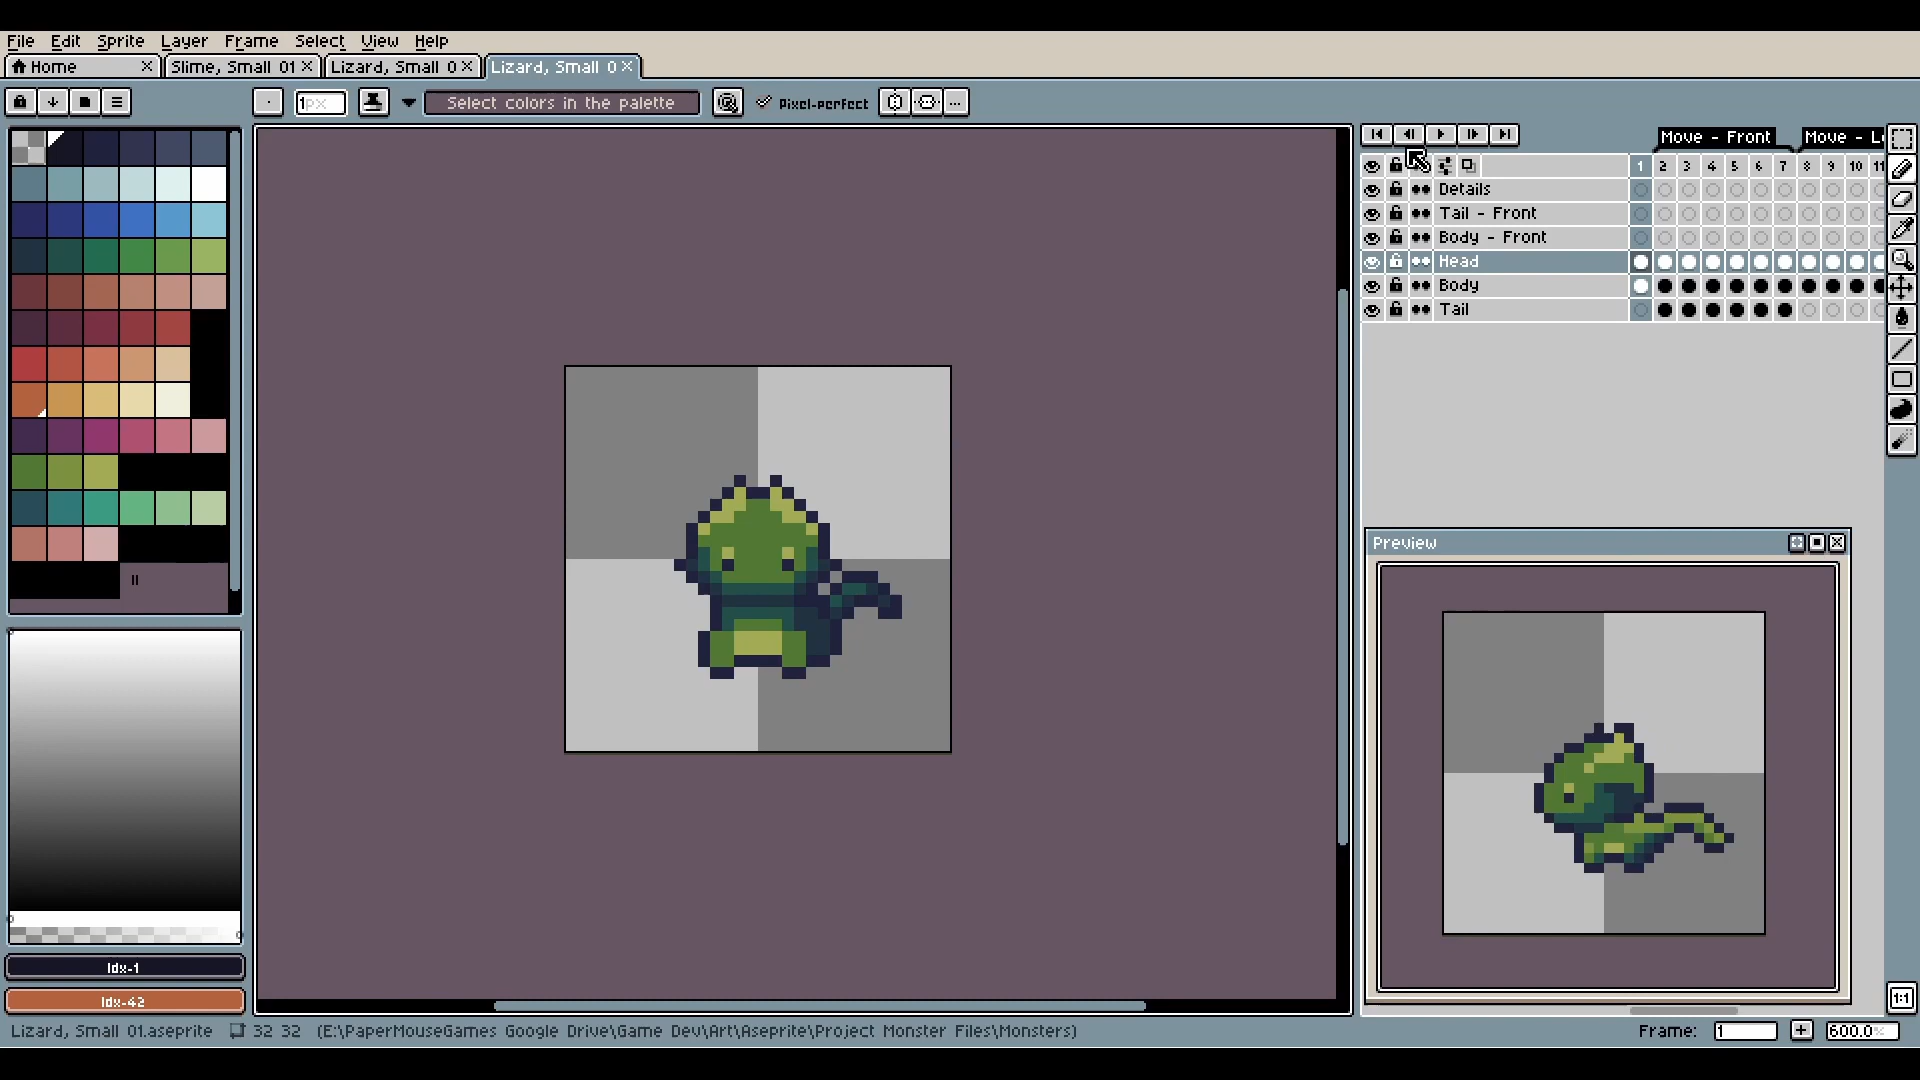 File Edit Sprite Layer Frame Select View Help
Home Slime, Small 01 Lizard, Small 0 Lizard, Small 0
1px Select colors in the palette Pixel-perfect ...
Move - Front Move - L
1 2 3 4 5 6 7 8 9 10 11
Details
Tail - Front
Body - Front
Head
Body
Tail
Preview
Idx-1
Idx-42
1:1
Lizard, Small 01.aseprite 32 32 (E:\PaperMouseGames Google Drive\Game Dev\Art\Aseprite\Project Monster Files\Monsters) Frame: 1 + 600.0%